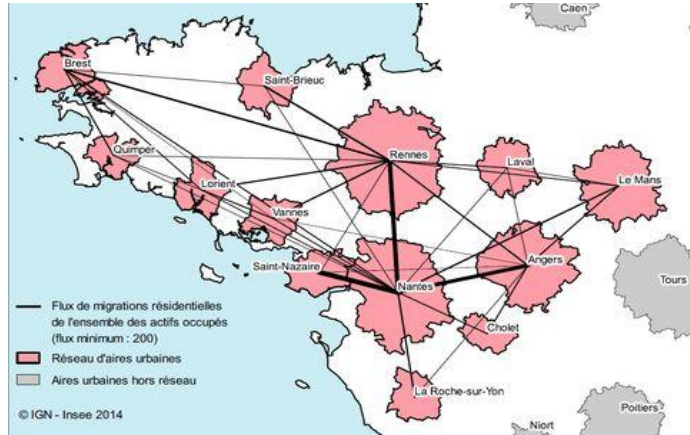 Caen
Brest
Saint-Brieuc
Quimper
Rennes
Laval
Le Mans
Lorient
Vannes
Saint-Nazaire
Nantes
Angers
Tours
Cholet
La Roche-sur-Yon
Niort
Poitiers
Flux de migrations résidentielles
de l'ensemble des actifs occupés
(flux minimum : 200)
Réseau d'aires urbaines
Aires urbaines hors réseau
© IGN - Insee 2014